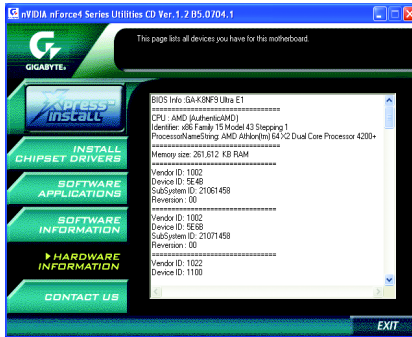 nVIDIA nForce4 Series Utilities CD Ver.1.2 B5.0704.1
GIGABYTE
This page lists all devices you have for this motherboard.
Xpress-
Install
INSTALL
CHIPSET DRIVERS
SOFTWARE
APPLICATIONS
SOFTWARE
INFORMATION
HARDWARE
INFORMATION
CONTACT US
BIOS Info :GA-K8NF9 Ultra E1
================================
CPU : AMD (AuthenticAMD)
Identifier: x86 Family 15 Model 43 Stepping 1
ProcessorNameString: AMD Athlon(tm) 64 X2 Dual Core Processor 4200+
================================
Memory size: 261,612 KB RAM
================================
Vendor ID: 1002
Device ID: 5E4B
SubSystem ID: 21061458
Reversion : 00
================================
Vendor ID: 1002
Device ID: 5E6B
SubSystem ID: 21071458
Reversion : 00
================================
Vendor ID: 1022
Device ID: 1100
EXIT